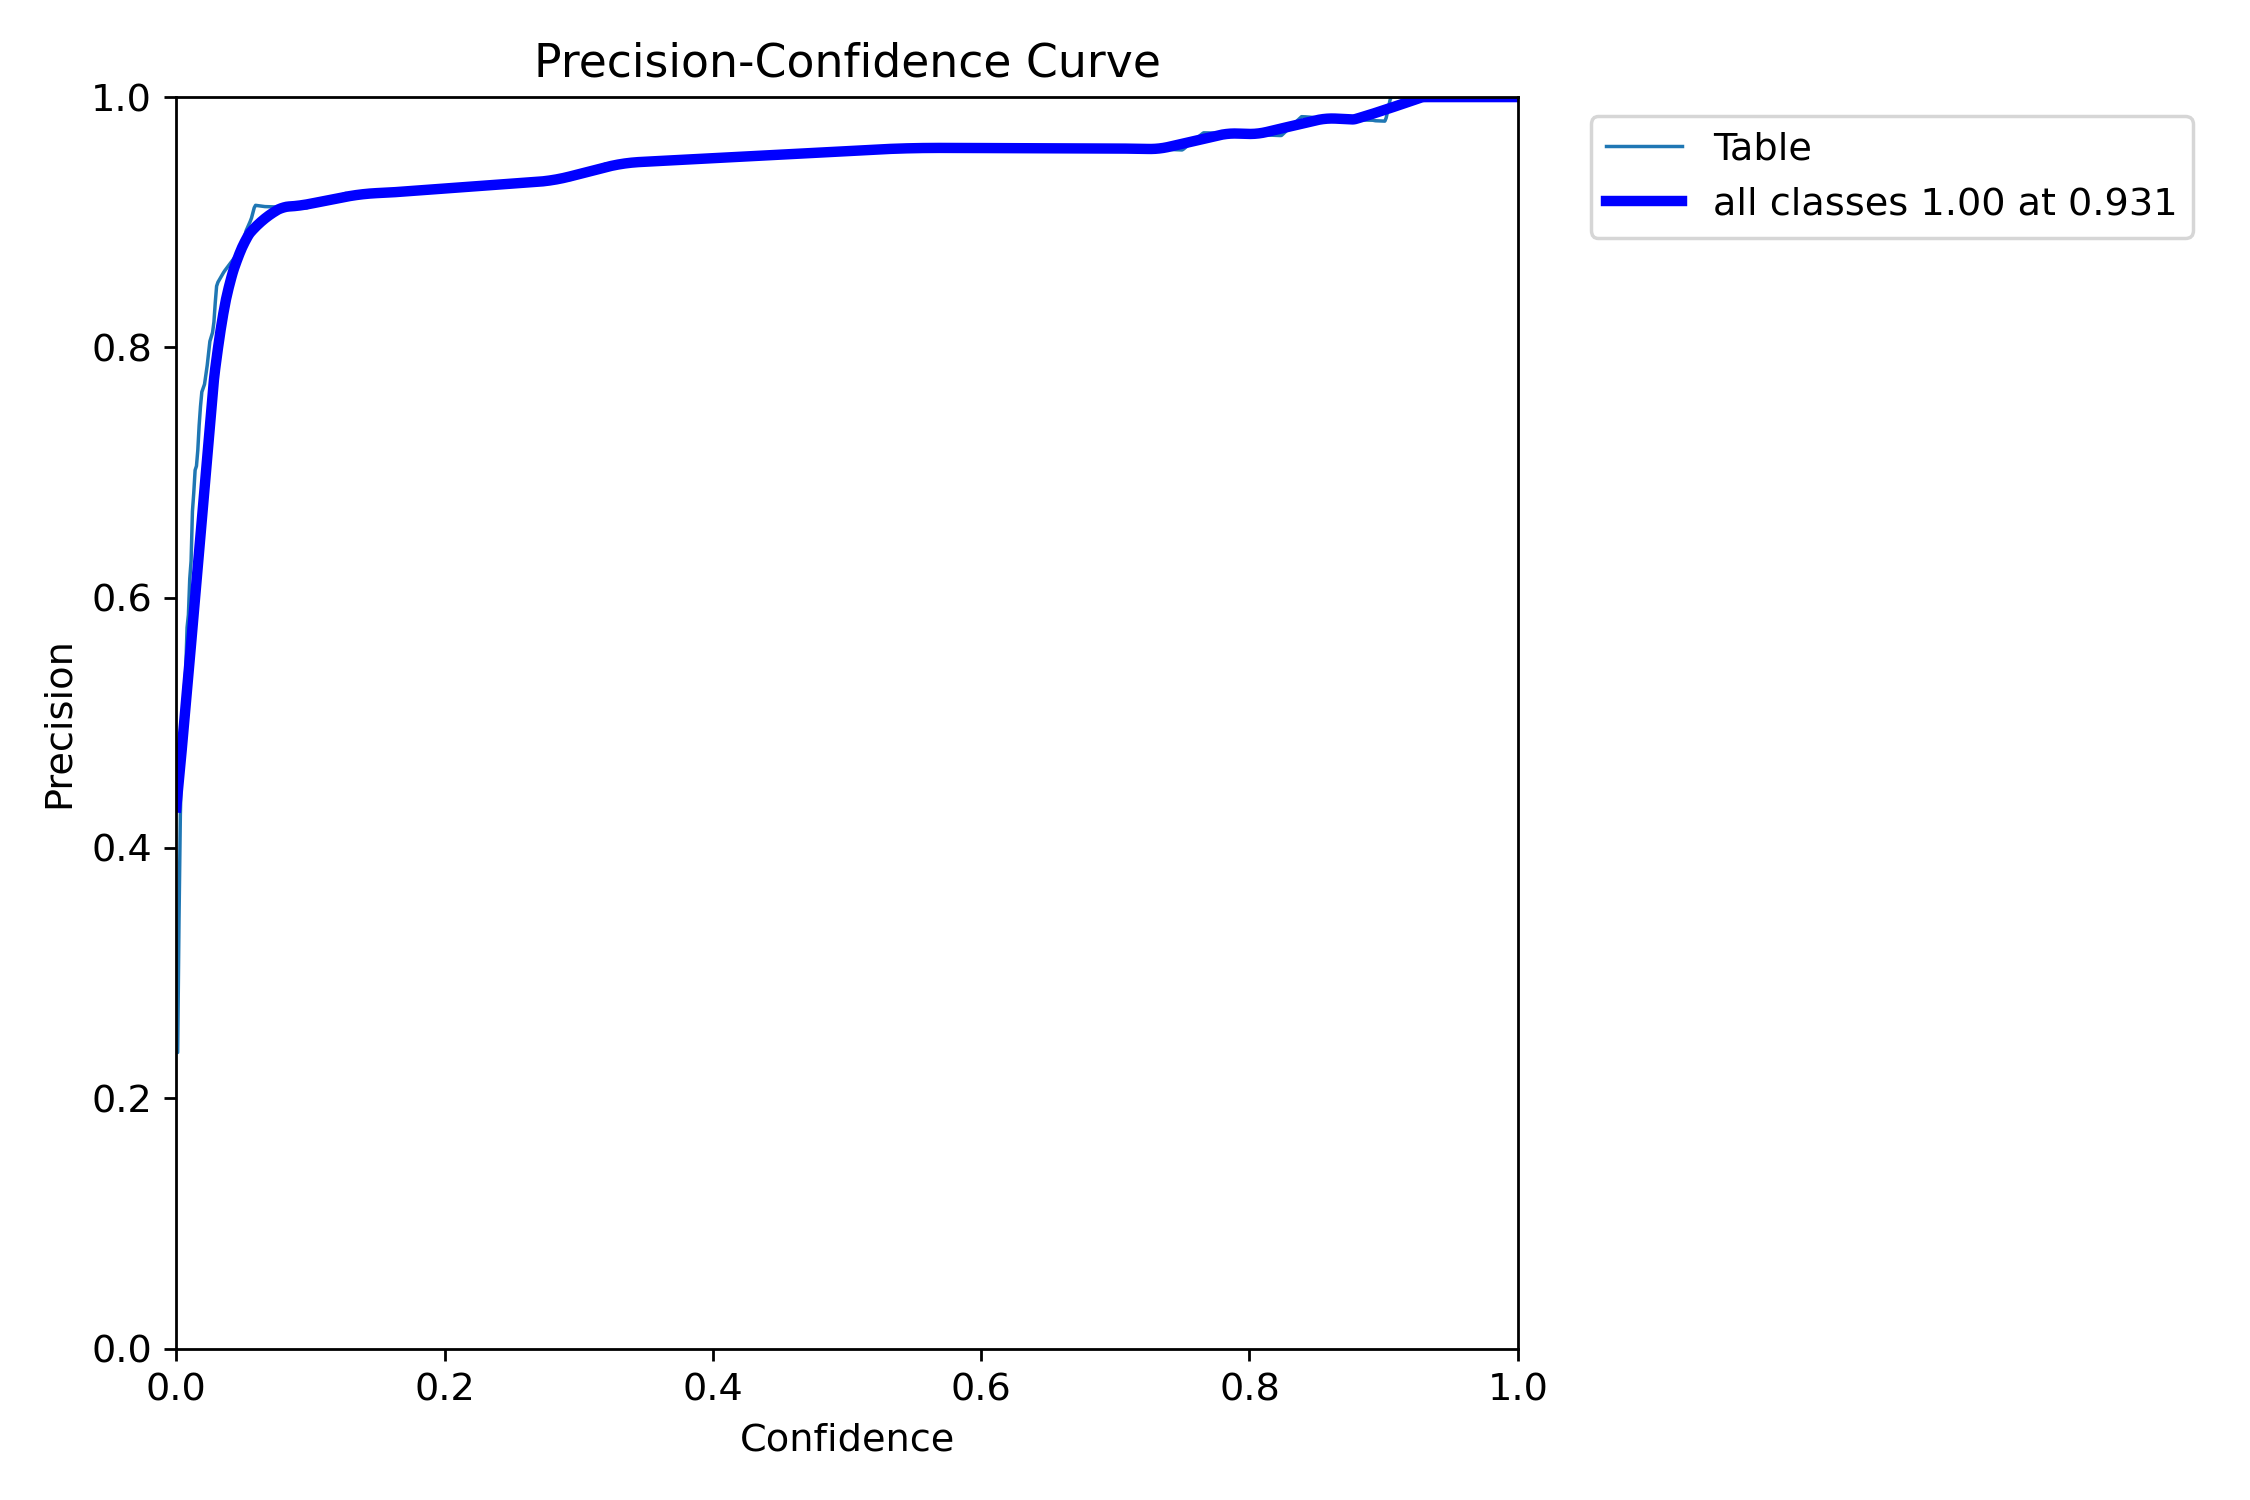 Precision-Confidence Curve
1.0
0.8
0.6
0.4
0.2
0.0
Precision
0.0 0.2 0.4 0.6 0.8 1.0
Confidence
Table
all classes 1.00 at 0.931